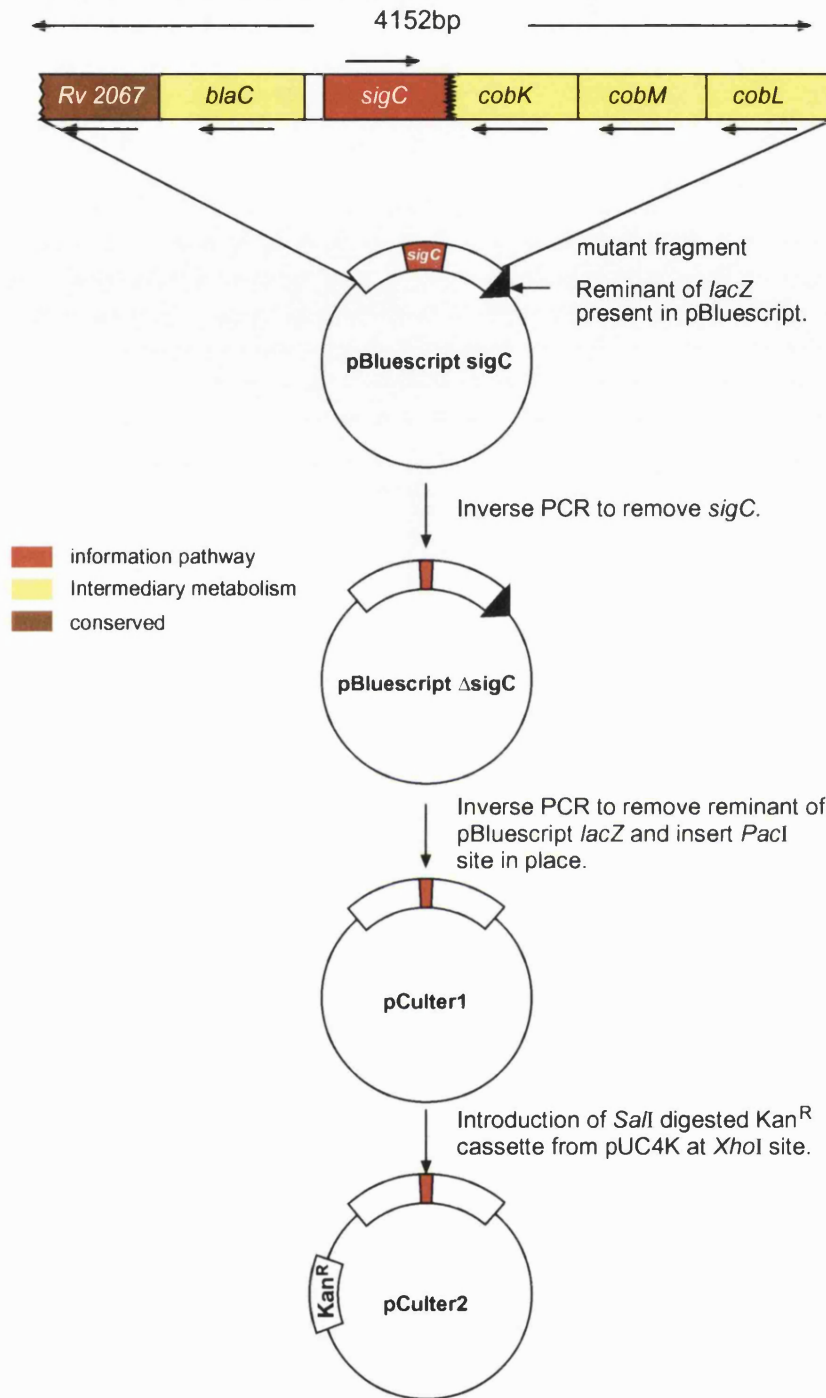 4152bp
Rv 2067 blaC sigC cobK cobM cobL
sigC
mutant fragment
Reminant of lacZ
present in pBluescript.
pBluescript sigC
Inverse PCR to remove sigC.
information pathway
Intermediary metabolism
conserved
pBluescript ΔsigC
Inverse PCR to remove reminant of
pBluescript lacZ and insert PacI
site in place.
pCulter1
Introduction of SalI digested Kan^R
cassette from pUC4K at XhoI site.
Kan^R
pCulter2